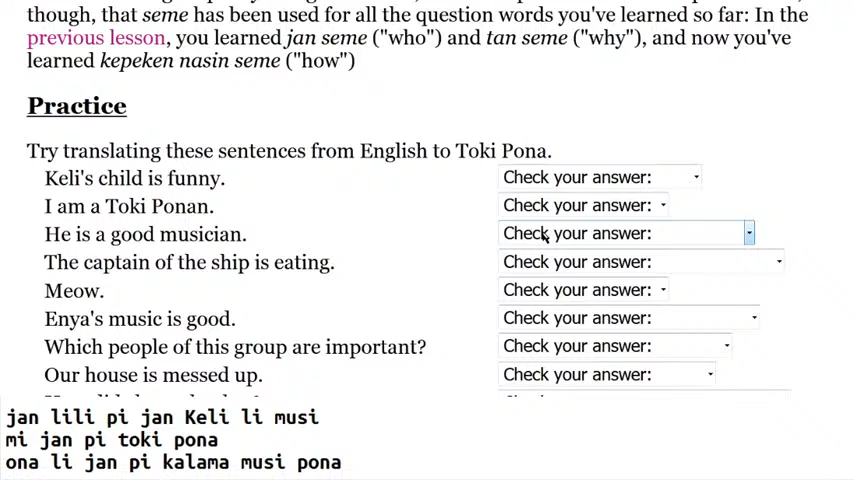 though, that seme has been used for all the question words you've learned so far: In the
previous lesson, you learned jan seme ("who") and tan seme ("why"), and now you've
learned kepeken nasin seme ("how")
Practice
Try translating these sentences from English to Toki Pona.
Keli's child is funny. Check your answer:
I am a Toki Ponan. Check your answer:
He is a good musician. Check your answer:
The captain of the ship is eating. Check your answer:
Meow. Check your answer:
Enya's music is good. Check your answer:
Which people of this group are important? Check your answer:
Our house is messed up. Check your answer:
jan lili pi jan Keli li musi
mi jan pi toki pona
ona li jan pi kalama musi pona